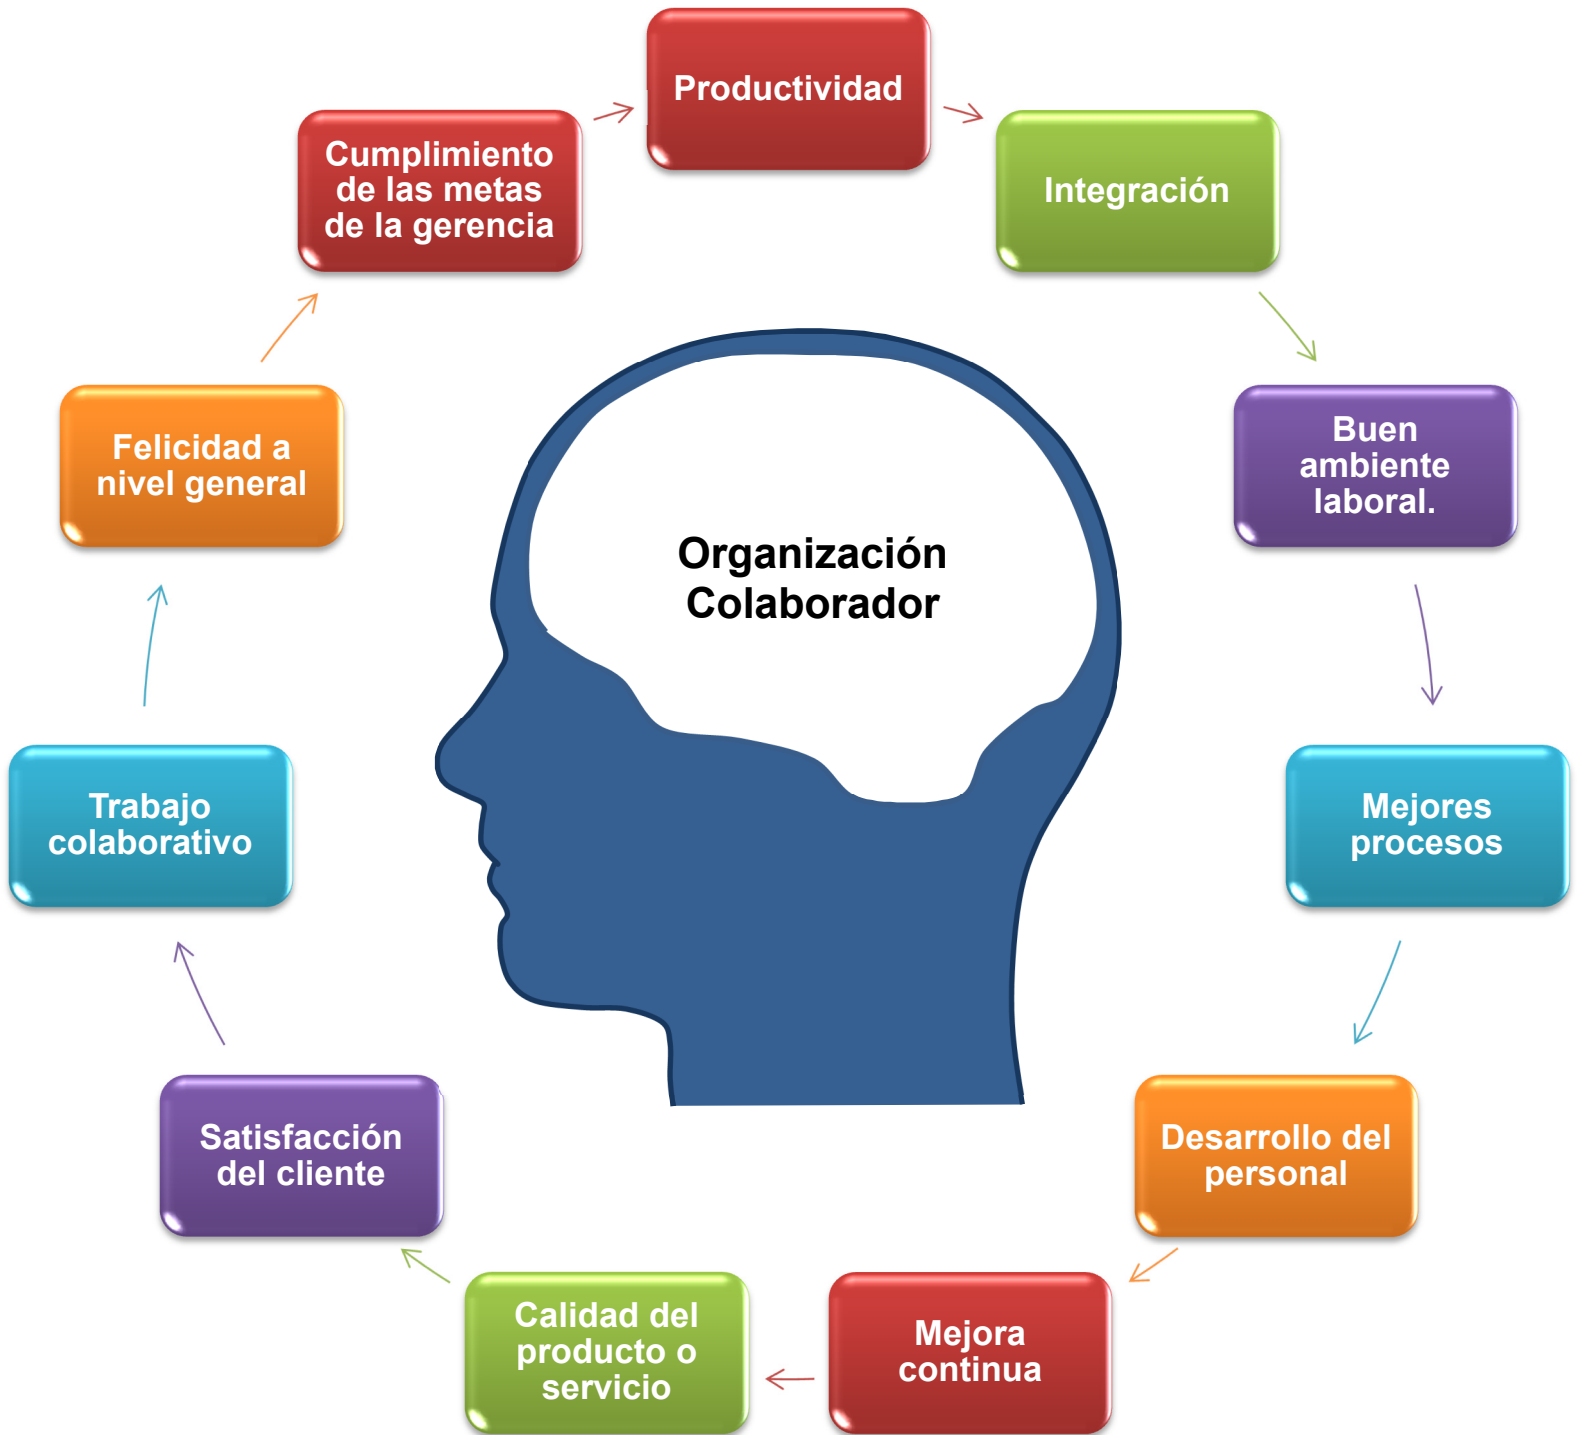 Productividad
Integración
Buen
ambiente
laboral.
Mejores
procesos
Desarrollo del
personal
Mejora
continua
Calidad del
producto o
servicio
Satisfacción
del cliente
Trabajo
colaborativo
Felicidad a
nivel general
Cumplimiento
de las metas
de la gerencia
Organización
Colaborador